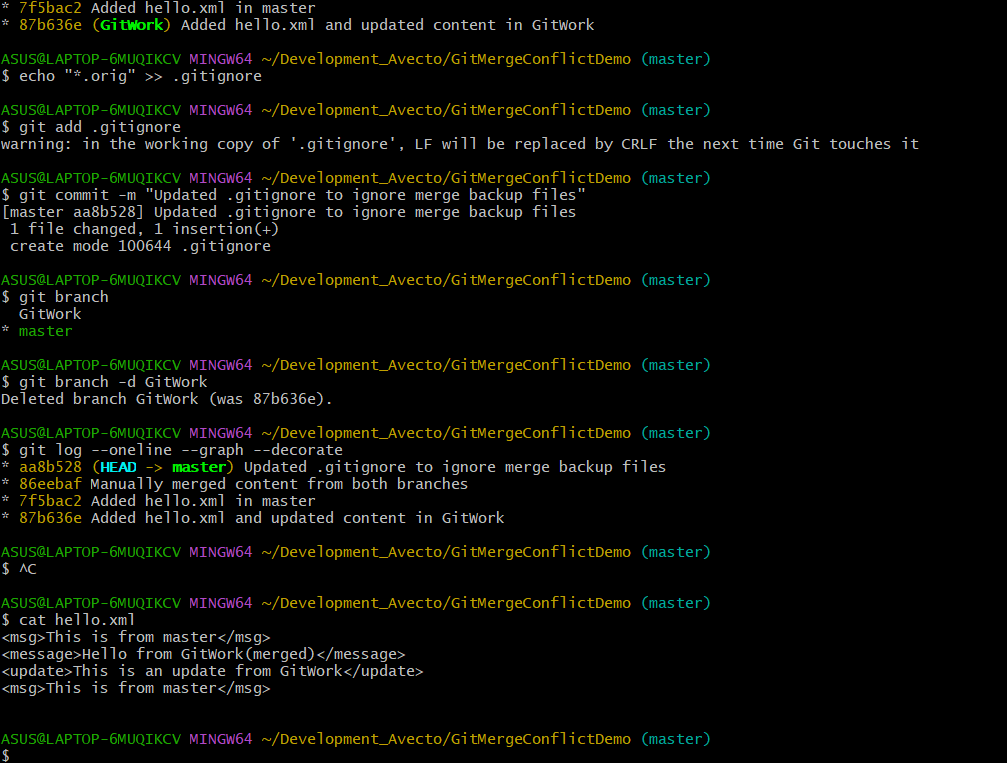 * 7f5bac2 Added hello.xml in master
* 87b636e (GitWork) Added hello.xml and updated content in GitWork
ASUS@LAPTOP-6MUQIKCV MINGW64 ~/Development_Avecto/GitMergeConflictDemo (master)
$ echo "*.orig" >> .gitignore
ASUS@LAPTOP-6MUQIKCV MINGW64 ~/Development_Avecto/GitMergeConflictDemo (master)
$ git add .gitignore
warning: in the working copy of '.gitignore', LF will be replaced by CRLF the next time Git touches it
ASUS@LAPTOP-6MUQIKCV MINGW64 ~/Development_Avecto/GitMergeConflictDemo (master)
$ git commit -m "Updated .gitignore to ignore merge backup files"
[master aa8b528] Updated .gitignore to ignore merge backup files
 1 file changed, 1 insertion(+)
 create mode 100644 .gitignore
ASUS@LAPTOP-6MUQIKCV MINGW64 ~/Development_Avecto/GitMergeConflictDemo (master)
$ git branch
  GitWork
* master
ASUS@LAPTOP-6MUQIKCV MINGW64 ~/Development_Avecto/GitMergeConflictDemo (master)
$ git branch -d GitWork
Deleted branch GitWork (was 87b636e).
ASUS@LAPTOP-6MUQIKCV MINGW64 ~/Development_Avecto/GitMergeConflictDemo (master)
$ git log --oneline --graph --decorate
* aa8b528 (HEAD -> master) Updated .gitignore to ignore merge backup files
* 86eebaf Manually merged content from both branches
* 7f5bac2 Added hello.xml in master
* 87b636e Added hello.xml and updated content in GitWork
ASUS@LAPTOP-6MUQIKCV MINGW64 ~/Development_Avecto/GitMergeConflictDemo (master)
$ ^C
ASUS@LAPTOP-6MUQIKCV MINGW64 ~/Development_Avecto/GitMergeConflictDemo (master)
$ cat hello.xml
<msg>This is from master</msg>
<message>Hello from GitWork(merged)</message>
<update>This is an update from GitWork</update>
<msg>This is from master</msg>
ASUS@LAPTOP-6MUQIKCV MINGW64 ~/Development_Avecto/GitMergeConflictDemo (master)
$